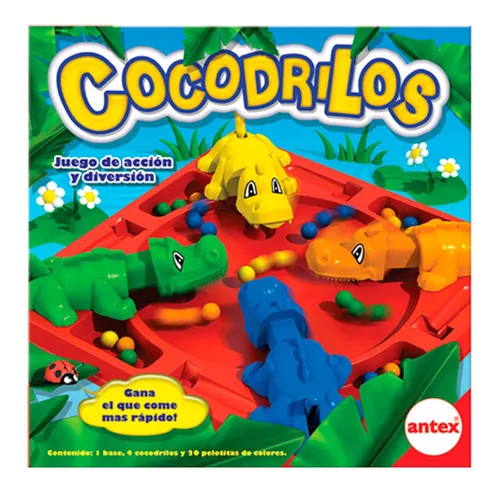 COCODRILOS
Juego de acción
y diversión
Gana
el que come
mas rápido!
antex®
Contenido: 1 base, 4 cocodrilos y 20 pelotitas de colores.